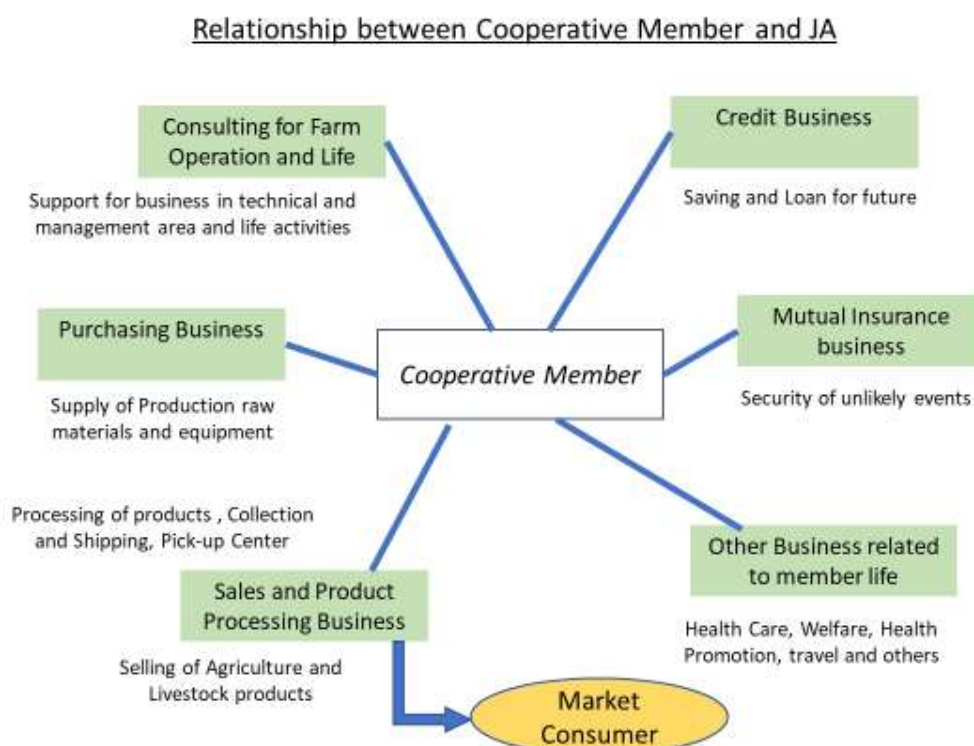 Relationship between Cooperative Member and JA
Consulting for Farm
Operation and Life
Support for business in technical and
management area and life activities
Credit Business
Saving and Loan for future
Purchasing Business
Supply of Production raw
materials and equipment
Cooperative Member
Mutual Insurance
business
Security of unlikely events
Processing of products , Collection
and Shipping, Pick-up Center
Sales and Product
Processing Business
Selling of Agriculture and
Livestock products
Other Business related
to member life
Health Care, Welfare, Health
Promotion, travel and others
Market
Consumer